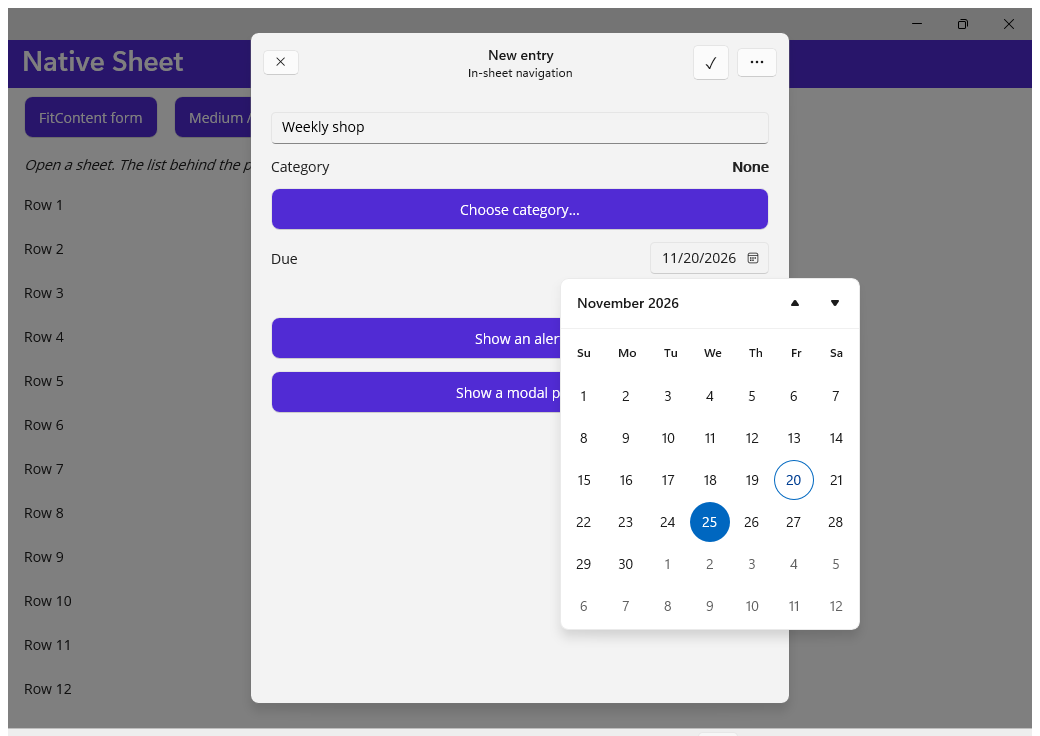 Native Sheet
FitContent form
Medium /
Open a sheet. The list behind the p
Row 1
Row 2
Row 3
Row 4
Row 5
Row 6
Row 7
Row 8
Row 9
Row 10
Row 11
Row 12
New entry
In-sheet navigation
Weekly shop
Category None
Choose category...
Due 11/20/2026
Show an aler
Show a modal p
November 2026
Su Mo Tu We Th Fr Sa
1 2 3 4 5 6 7
8 9 10 11 12 13 14
15 16 17 18 19 20 21
22 23 24 25 26 27 28
29 30 1 2 3 4 5
6 7 8 9 10 11 12